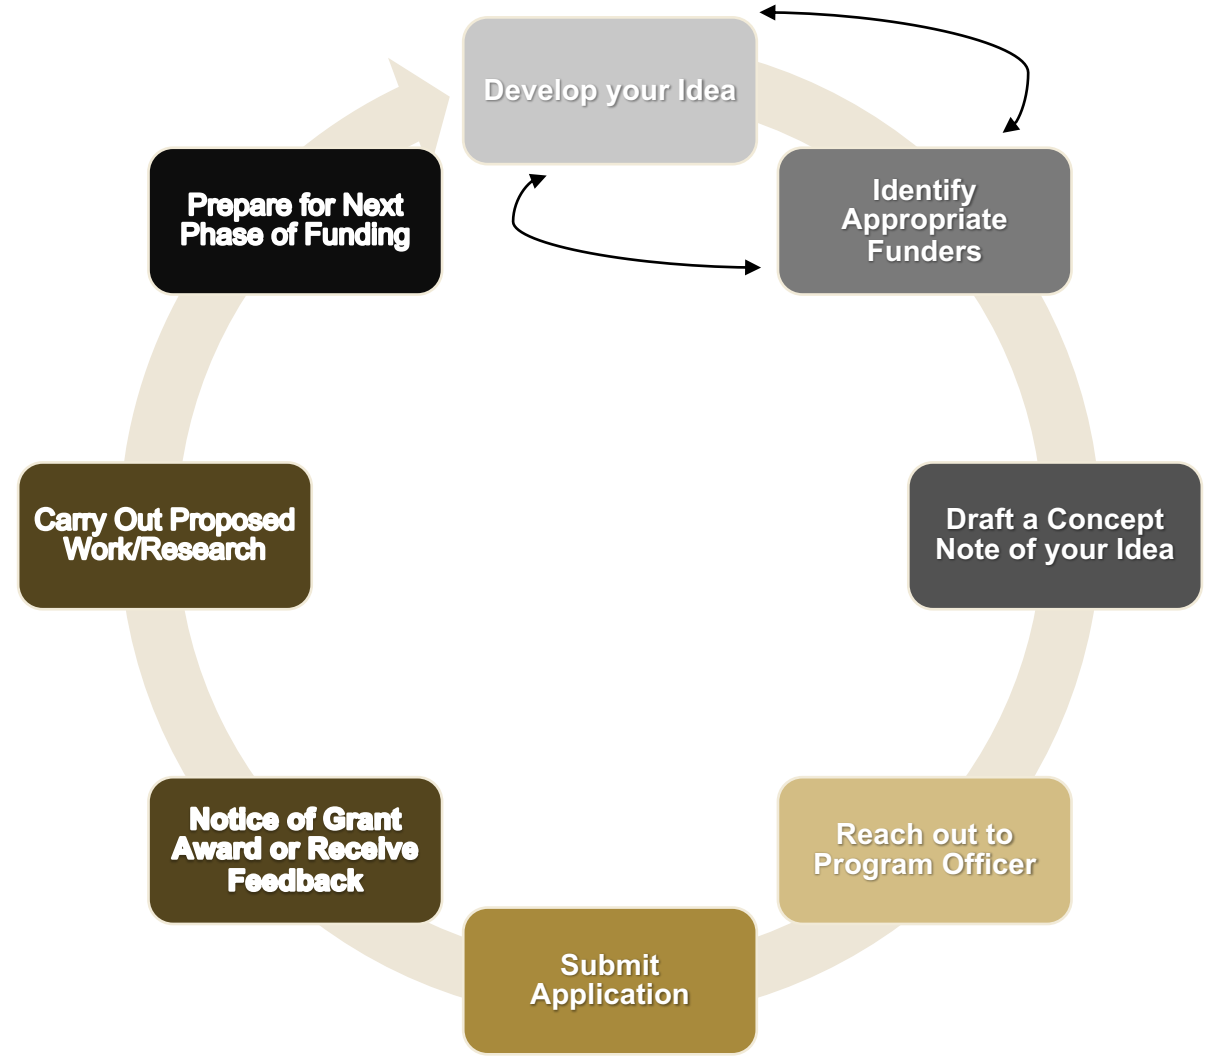 Develop your Idea
Identify
Appropriate
Funders
Draft a Concept
Note of your Idea
Reach out to
Program Officer
Submit
Application
Notice of Grant
Award or Receive
Feedback
Carry Out Proposed
Work/Research
Prepare for Next
Phase of Funding